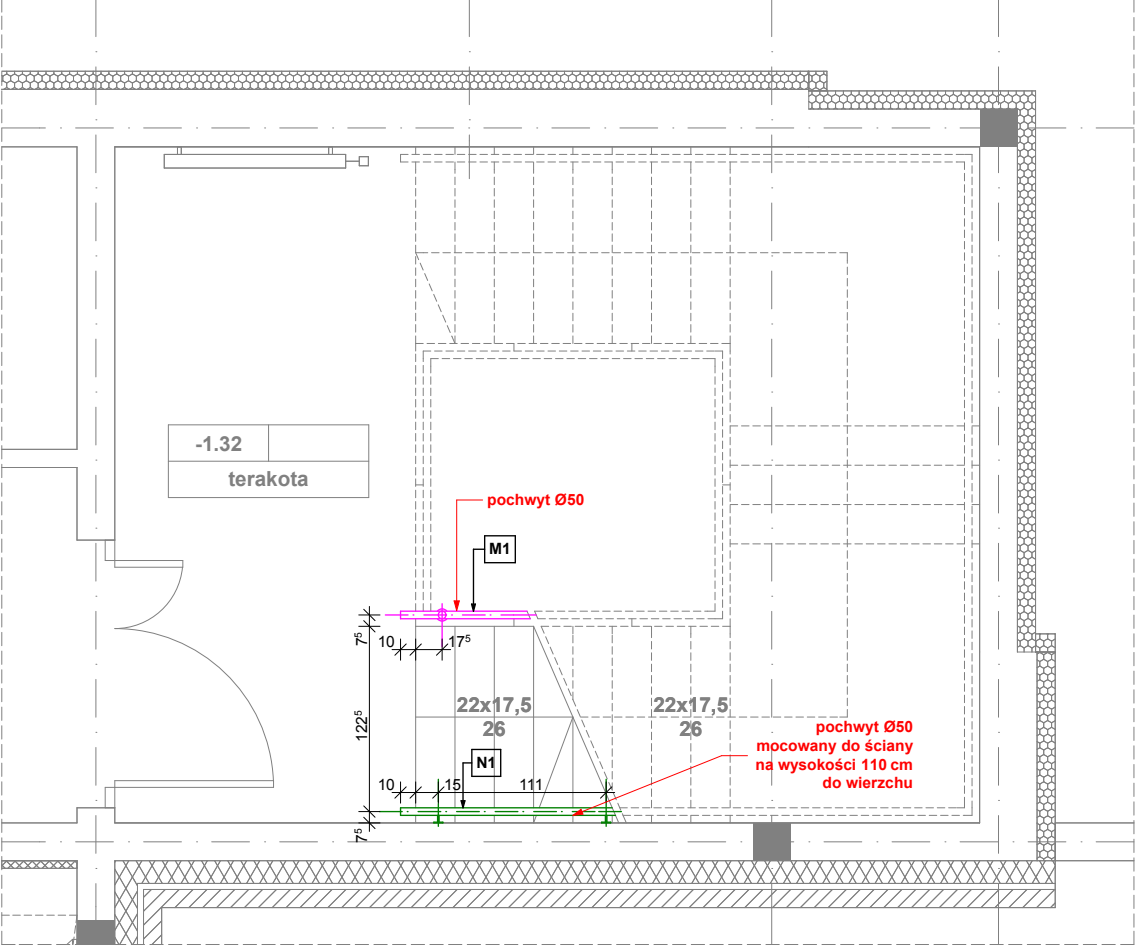 -1.32
terakota
pochwyt Ø50
M1
7⁵
10
17⁵
122⁵
22x17,5
26
22x17,5
26
pochwyt Ø50
mocowany do ściany
na wysokości 110 cm
do wierzchu
N1
10
15
111
7⁵